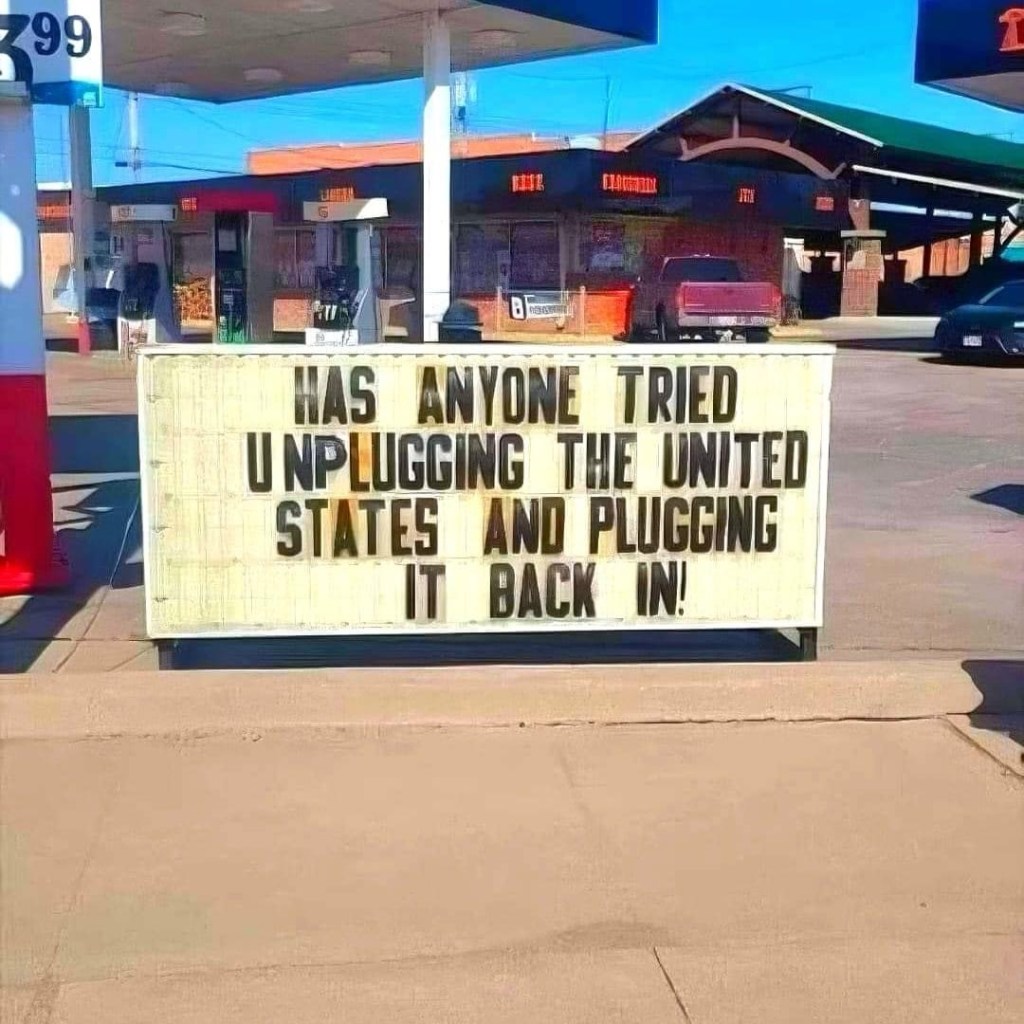 399
HAS ANYONE TRIED
UNPLUGGING THE UNITED
STATES AND PLUGGING
IT BACK IN!